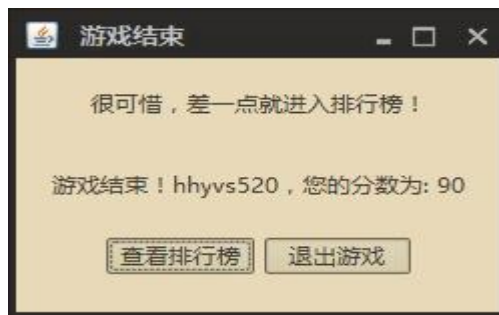 游戏结束
很可惜，差一点就进入排行榜！
游戏结束！hhyvs520，您的分数为: 90
查看排行榜 退出游戏